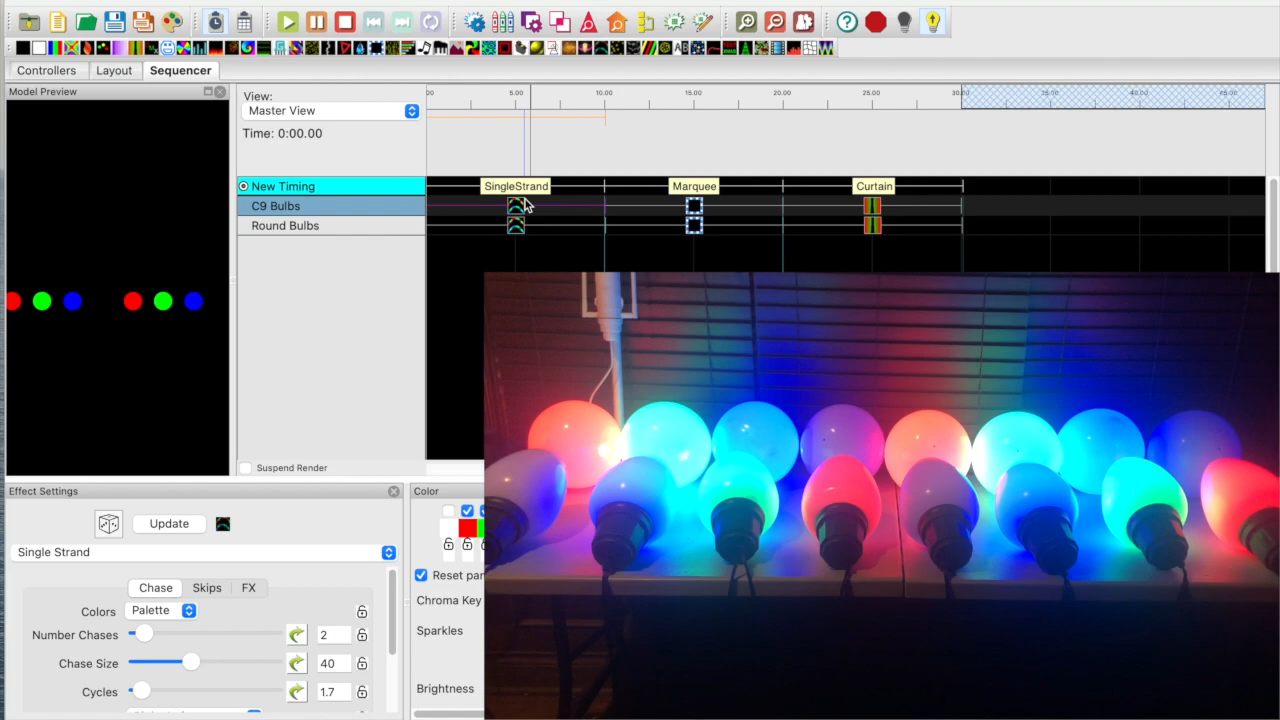 Controllers
Layout
Sequencer
Model Preview
View:
Master View
Time: 0:00.00
5.00 10.00 15.00 20.00 25.00 30.00 35.00 40.00 45.00
New Timing
SingleStrand
Marquee
Curtain
C9 Bulbs
Round Bulbs
Suspend Render
Effect Settings
Color
Update
Single Strand
Chase
Skips
FX
Reset par
Colors
Palette
Chroma Key
Number Chases
2
Sparkles
Chase Size
40
Cycles
1.7
Brightness